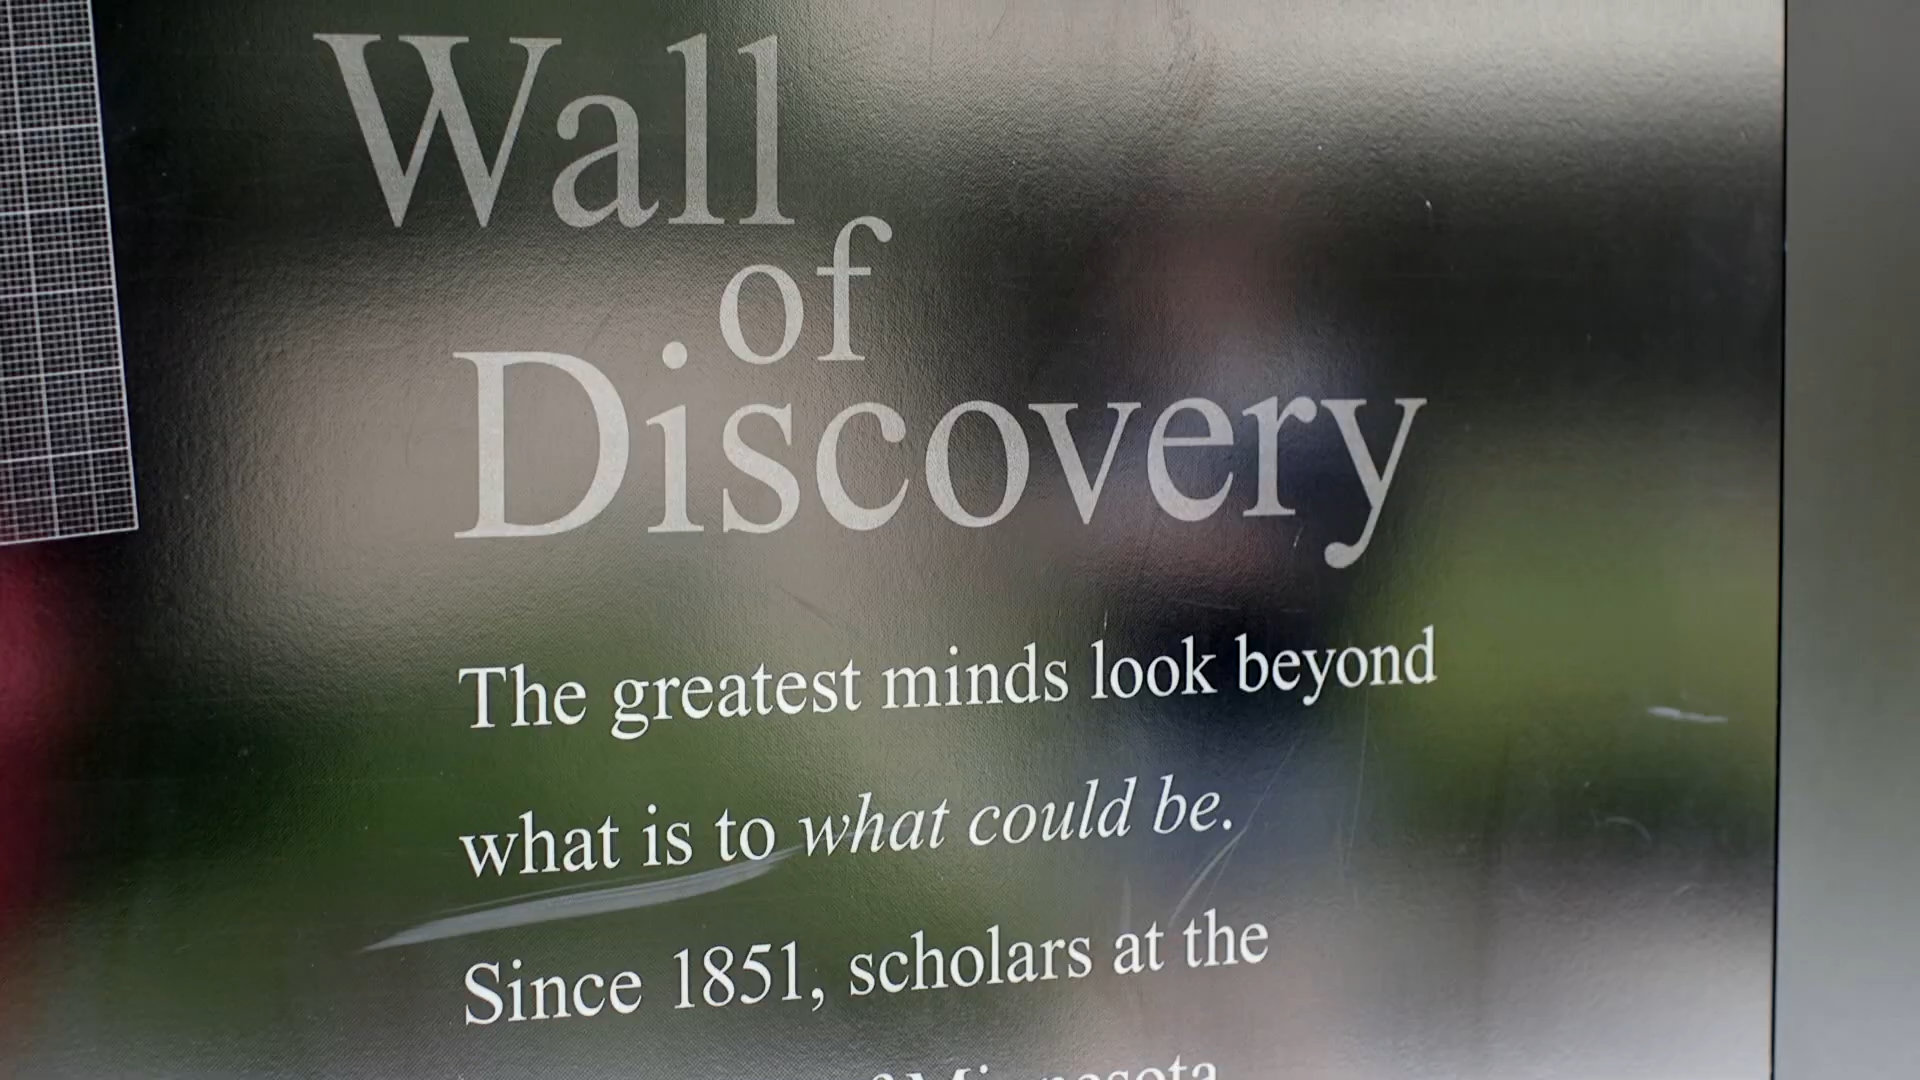 Wall
of
Discovery
The greatest minds look beyond
what is to what could be.
Since 1851, scholars at the
of Minnesota